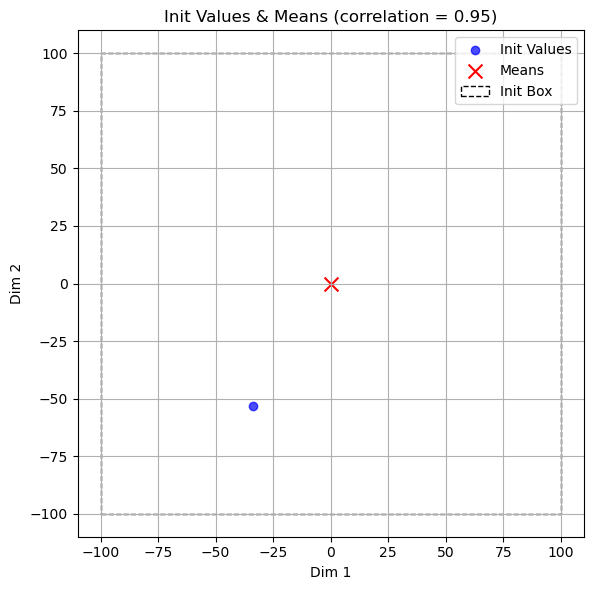 Init Values & Means (correlation = 0.95)
Init Values
Means
Init Box
100
75
50
25
0
−25
−50
−75
−100
Dim 2
−100 −75 −50 −25 0 25 50 75 100
Dim 1